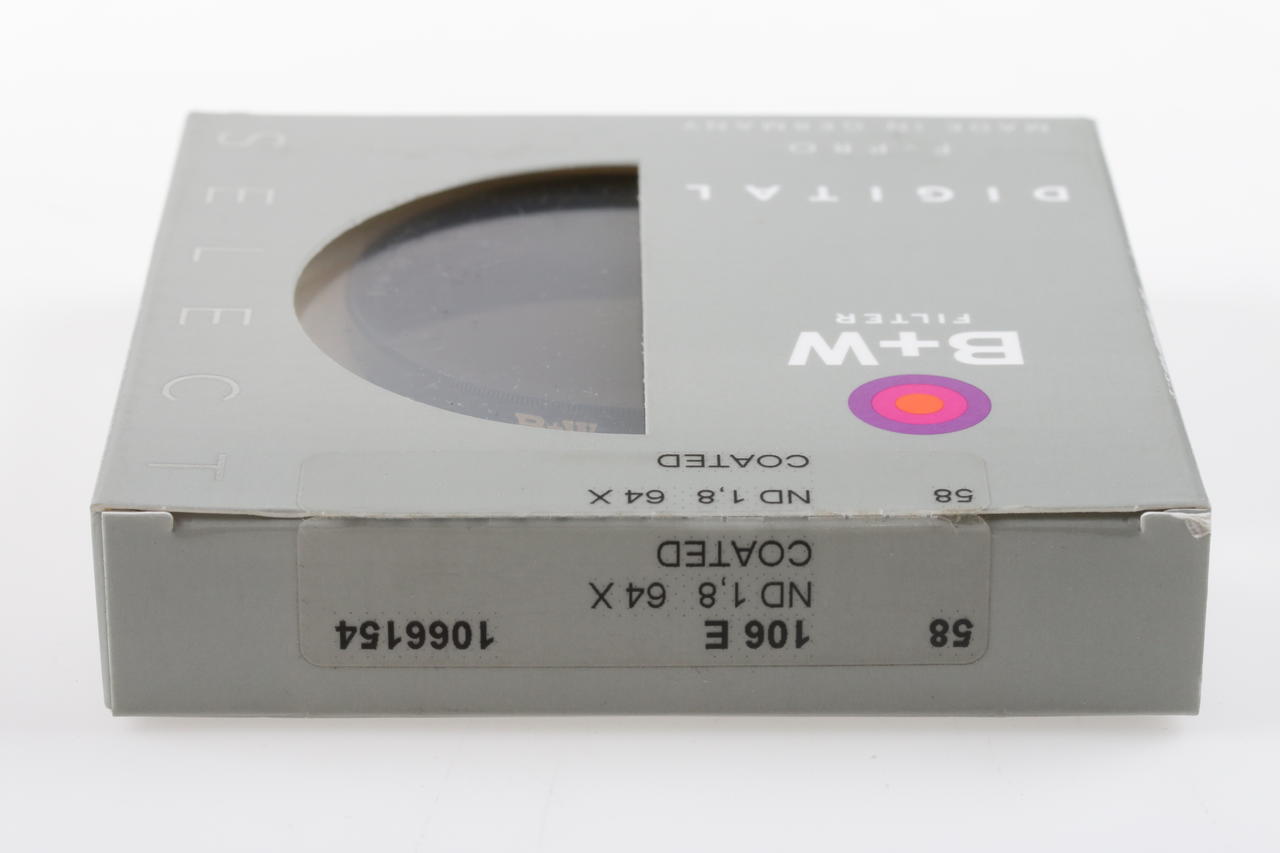 B+W
FILTER
DIGITAL
F-PRO
MADE IN GERMANY
SELECT
58 ND 1,8 64 X
COATED
58 106 E 1066154
ND 1,8 64 X
COATED